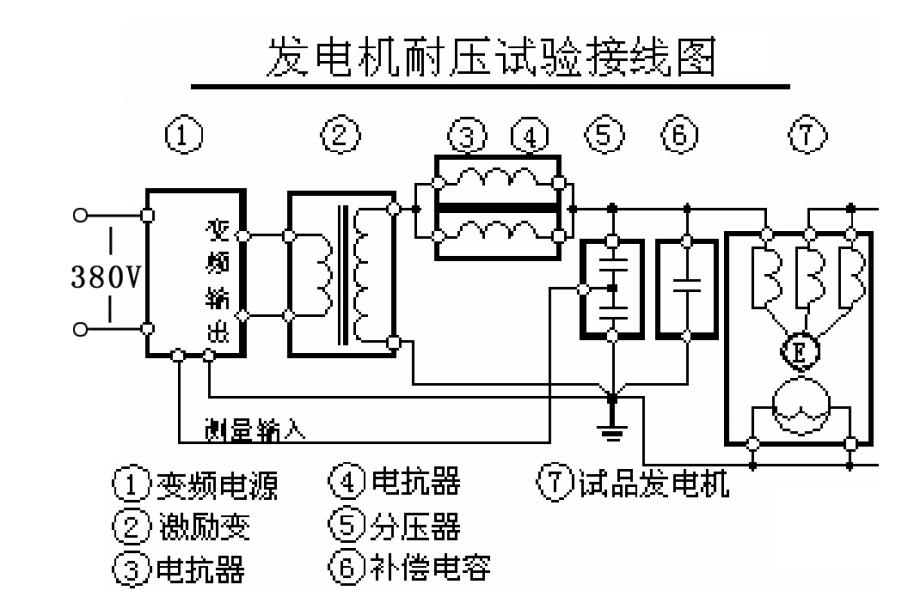 发电机耐压试验接线图
① ② ③ ④ ⑤ ⑥ ⑦
变
频
输
出
380V
E
测量输入
①变频电源 ④电抗器 ⑦试品发电机
②激励变 ⑤分压器
③电抗器 ⑥补偿电容